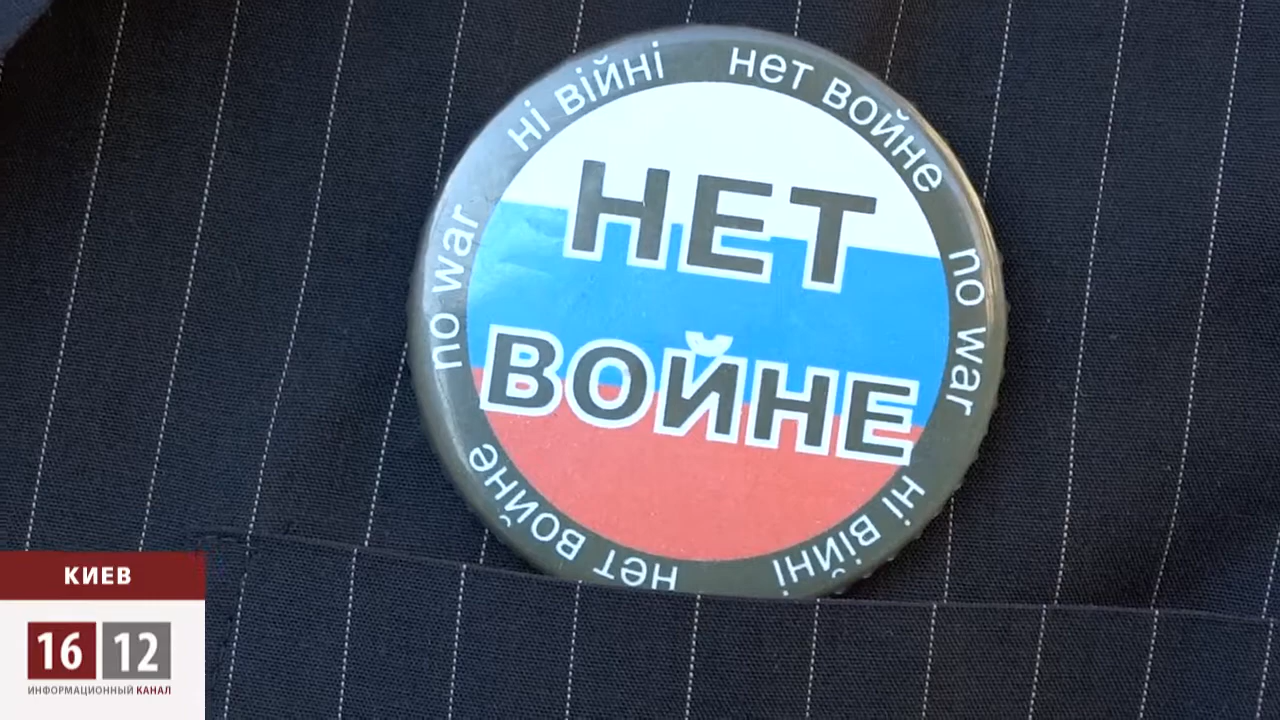 ні війні
нет войне
no war
ні війні
нет войне
no war
НЕТ
ВОЙНЕ
КИЕВ
16 12
ИНФОРМАЦИОННЫЙ КАНАЛ